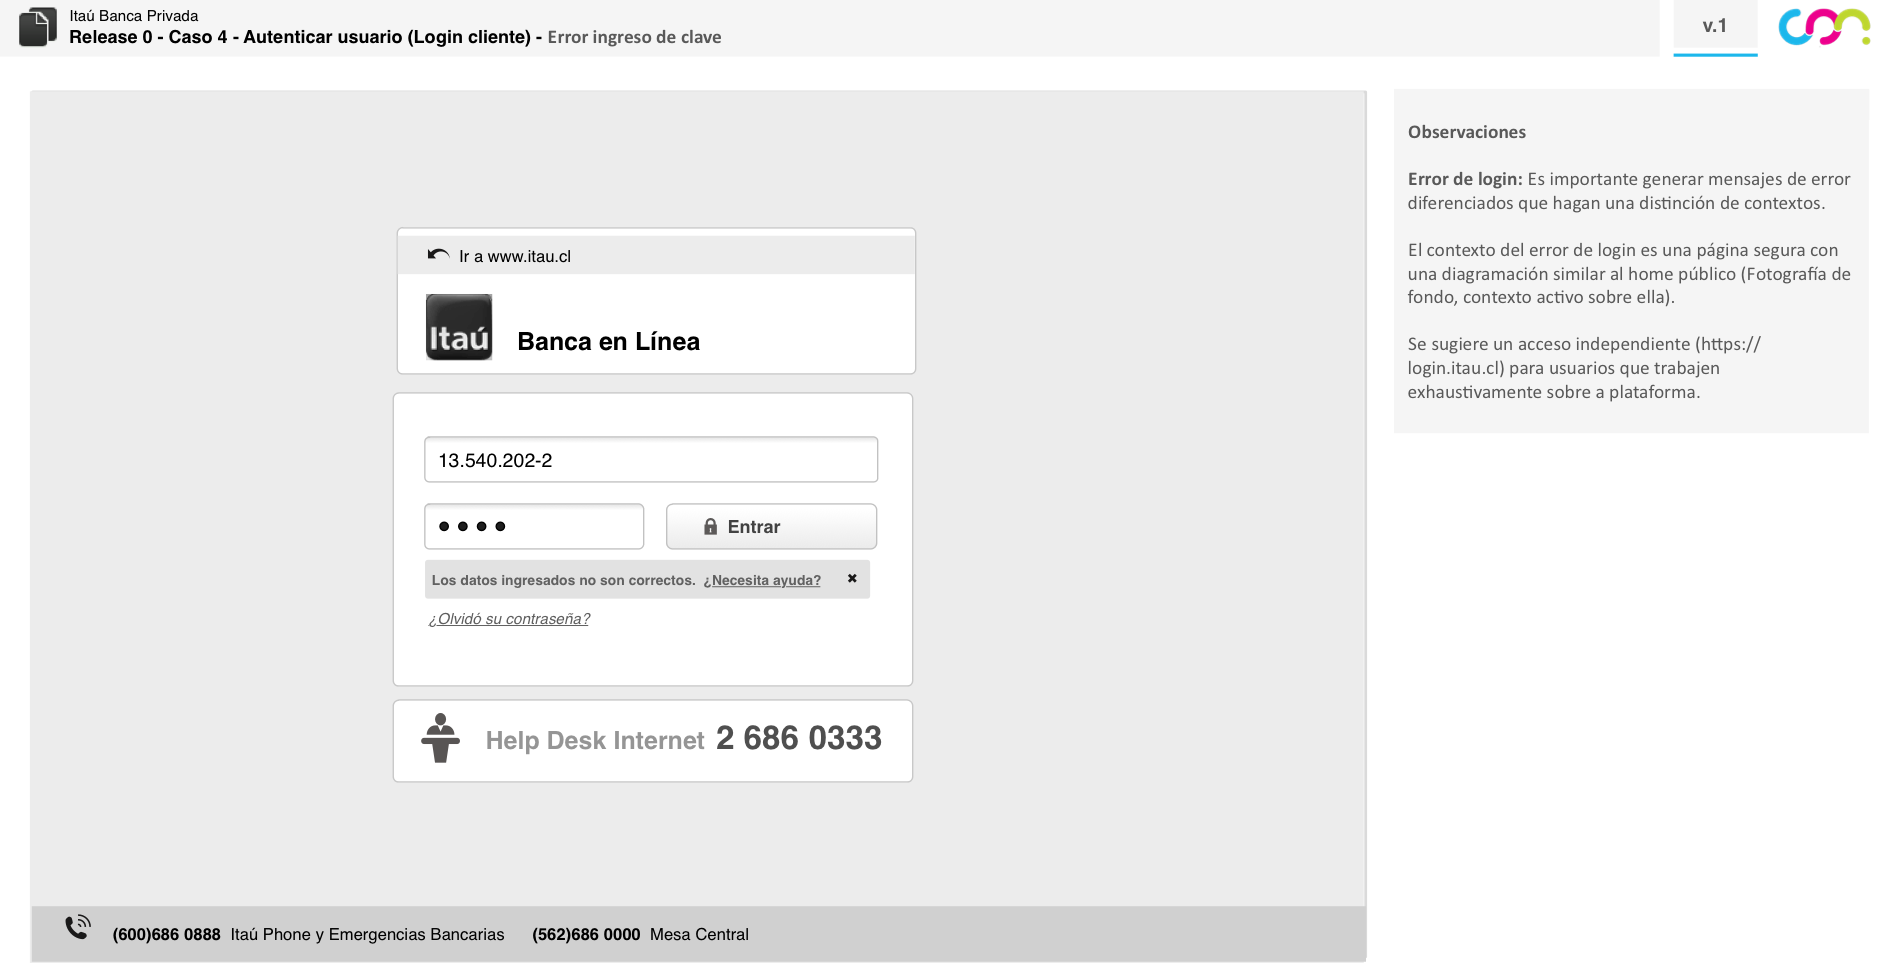 Itaú Banca Privada
Release 0 - Caso 4 - Autenticar usuario (Login cliente) - Error ingreso de clave
v.1
con
Ir a www.itau.cl
Itaú
Banca en Línea
13.540.202-2
Entrar
Los datos ingresados no son correctos. ¿Necesita ayuda?
¿Olvidó su contraseña?
Help Desk Internet 2 686 0333
(600)686 0888 Itaú Phone y Emergencias Bancarias (562)686 0000 Mesa Central
Observaciones
Error de login: Es importante generar mensajes de error
diferenciados que hagan una distinción de contextos.
El contexto del error de login es una página segura con
una diagramación similar al home público (Fotografía de
fondo, contexto activo sobre ella).
Se sugiere un acceso independiente (https://
login.itau.cl) para usuarios que trabajen
exhaustivamente sobre a plataforma.